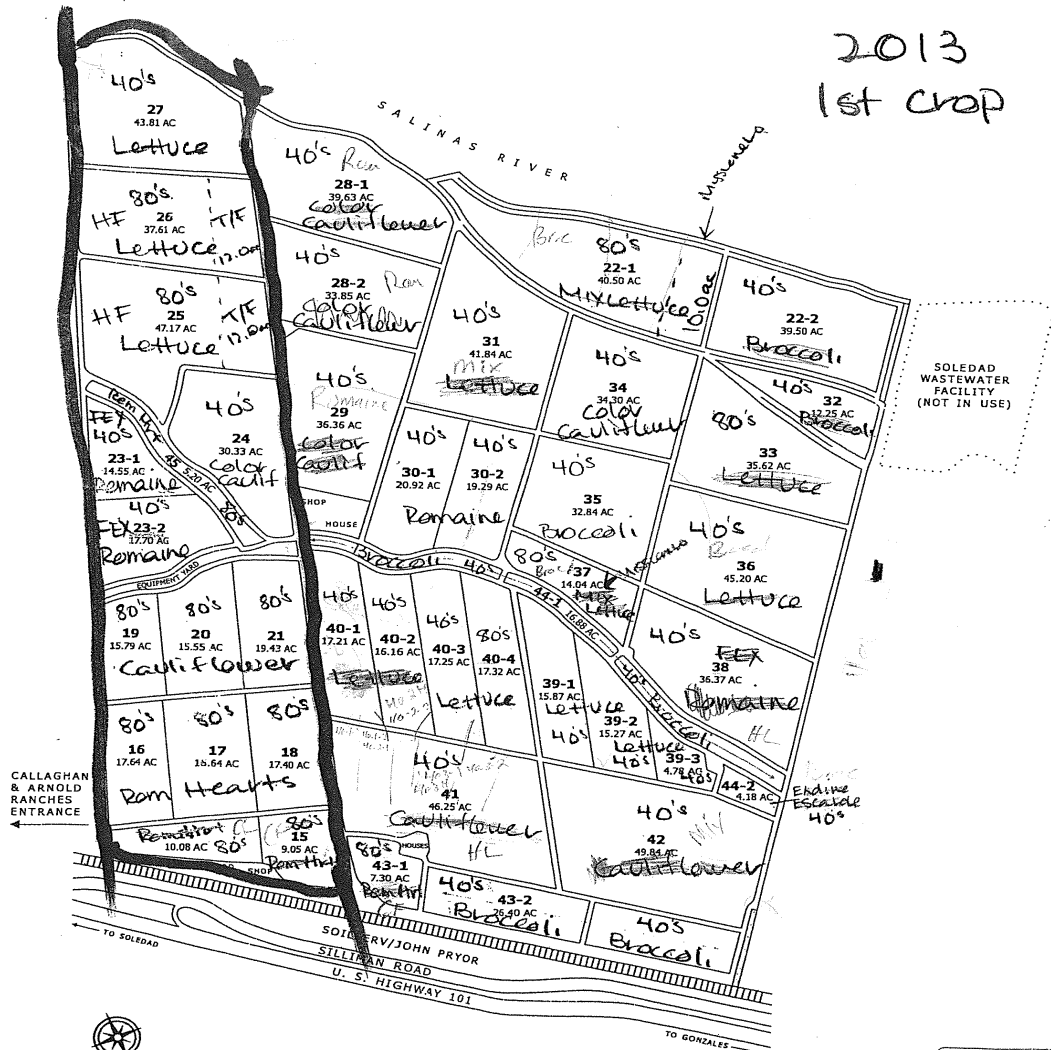 2013
1st crop
SALINAS RIVER
40's
27
43.81 AC
Lettuce
80's
HF
26
T/F
37.61 AC
Lettuce
80's
HF
25
T/F
47.17 AC
Lettuce
40's
28-1
39.63 AC
Color
Cauliflower
40's
Rom
28-2
33.85 AC
Color
Cauliflower
Broc
80's
22-1
40.50 AC
Mix Lettuce
10.0 ac
40's
22-2
39.50 AC
Broccoli
SOLEDAD
WASTEWATER
FACILITY
(NOT IN USE)
40's
31
41.84 AC
Mix
Lettuce
40's
34
34.30 AC
Color
Cauliflower
40's
32
12.25 AC
Broccoli
80's
33
35.62 AC
Lettuce
40's
Romaine
29
36.36 AC
Color
Caulif
40's
24
30.33 AC
Color
Caulif
FEX
40's
23-1
14.55 AC
Romaine
45 5.20 AC
80's
40's
FEX
23-2
17.70 AC
Romaine
40's
30-1
20.92 AC
40's
30-2
19.29 AC
Romaine
40's
35
32.84 AC
Broccoli
40's
36
45.20 AC
Lettuce
SHOP
HOUSE
EQUIPMENT YARD
Broccoli 40's
80's
37
14.04 AC
Mix
Lettuce
44-1 16.88 AC
40's Broccoli
40's
FEX
38
36.37 AC
Romaine
HL
80's
19
15.79 AC
80's
20
15.55 AC
80's
21
19.43 AC
Cauliflower
40's
40-1
17.21 AC
40's
40-2
16.16 AC
Lettuce
40's
40-3
17.25 AC
80's
40-4
17.32 AC
Lettuce
39-1
15.87 AC
Lettuce
40's
39-2
15.27 AC
Lettuce
40's
39-3
4.78 AC
40's
44-2
4.18 AC
Endive
Escarole
40's
80's
16
17.64 AC
80's
17
16.64 AC
80's
18
17.40 AC
Rom Hearts
CALLAGHAN
& ARNOLD
RANCHES
ENTRANCE
10.08 AC
80's
80's
15
9.05 AC
SHOP
40's
41
46.25 AC
Cauliflower
HL
40's
Mix
42
49.84 AC
Cauliflower
HOUSES
80's
43-1
7.30 AC
40's
43-2
26.40 AC
Broccoli
40's
Broccoli
TO SOLEDAD
SOILSERV/JOHN PRYOR
SILLIMAN ROAD
U. S. HIGHWAY 101
TO GONZALES